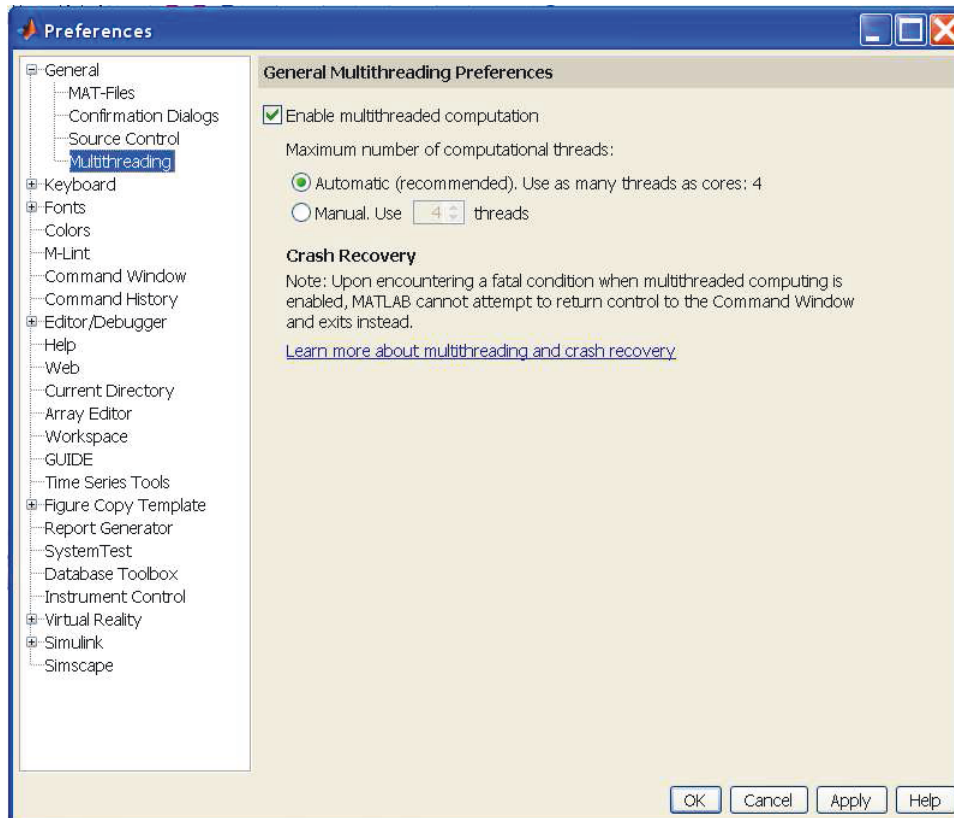 Preferences
General
MAT-Files
Confirmation Dialogs
Source Control
Multithreading
Keyboard
Fonts
Colors
M-Lint
Command Window
Command History
Editor/Debugger
Help
Web
Current Directory
Array Editor
Workspace
GUIDE
Time Series Tools
Figure Copy Template
Report Generator
SystemTest
Database Toolbox
Instrument Control
Virtual Reality
Simulink
Simscape
General Multithreading Preferences
Enable multithreaded computation
Maximum number of computational threads:
Automatic (recommended). Use as many threads as cores: 4
Manual. Use 4 threads
Crash Recovery
Note: Upon encountering a fatal condition when multithreaded computing is
enabled, MATLAB cannot attempt to return control to the Command Window
and exits instead.
Learn more about multithreading and crash recovery
OK Cancel Apply Help